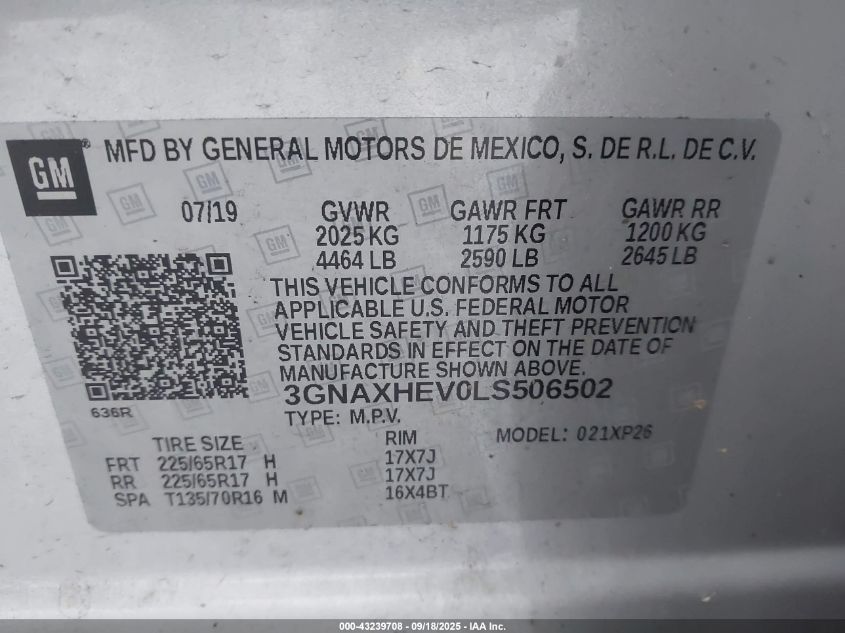 GM
MFD BY GENERAL MOTORS DE MEXICO, S. DE R.L. DE C.V.
07/19 GVWR GAWR FRT GAWR RR
2025 KG 1175 KG 1200 KG
4464 LB 2590 LB 2645 LB
THIS VEHICLE CONFORMS TO ALL
APPLICABLE U.S. FEDERAL MOTOR
VEHICLE SAFETY AND THEFT PREVENTION
STANDARDS IN EFFECT ON THE DATE OF
MANUFACTURE SHOWN ABOVE.
3GNAXHEV0LS506502
636R
TYPE: M.P.V.
TIRE SIZE RIM MODEL: 021XP26
FRT 225/65R17 H 17X7J
RR 225/65R17 H 17X7J
SPA T135/70R16 M 16X4BT
000-43239708 - 09/18/2025 - IAA Inc.